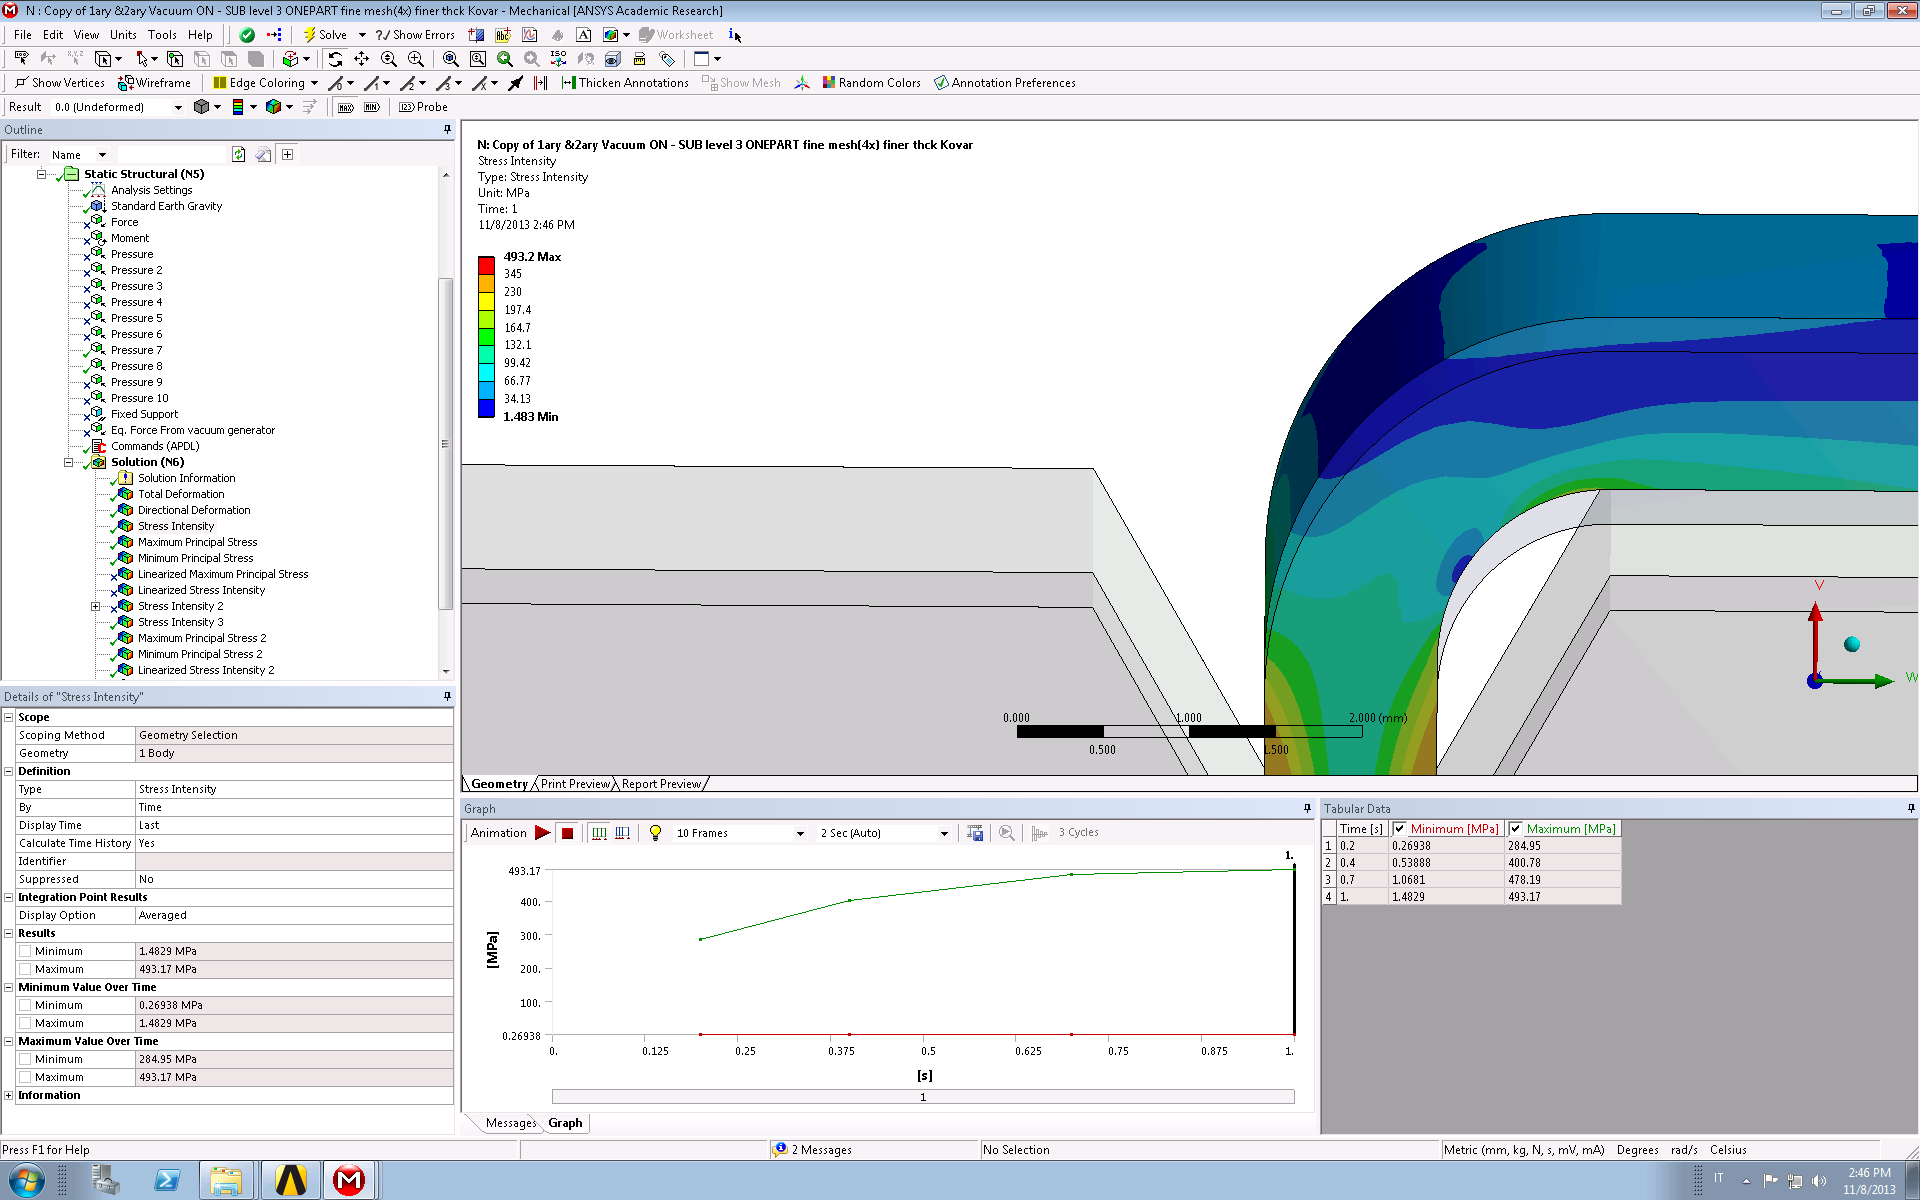 N : Copy of 1ary &2ary Vacuum ON - SUB level 3 ONEPART fine mesh(4x) finer thck Kovar - Mechanical [ANSYS Academic Research]
File Edit View Units Tools Help Solve ?/ Show Errors Worksheet
Show Vertices Wireframe Edge Coloring Thicken Annotations Show Mesh Random Colors Annotation Preferences
Result 0.0 (Undeformed) MAX MIN Probe
Outline
Filter: Name
Static Structural (N5)
Analysis Settings
Standard Earth Gravity
Force
Moment
Pressure
Pressure 2
Pressure 3
Pressure 4
Pressure 5
Pressure 6
Pressure 7
Pressure 8
Pressure 9
Pressure 10
Fixed Support
Eq. Force From vacuum generator
Commands (APDL)
Solution (N6)
Solution Information
Total Deformation
Directional Deformation
Stress Intensity
Maximum Principal Stress
Minimum Principal Stress
Linearized Maximum Principal Stress
Linearized Stress Intensity
Stress Intensity 2
Stress Intensity 3
Maximum Principal Stress 2
Minimum Principal Stress 2
Linearized Stress Intensity 2
Details of "Stress Intensity"
Scope
Scoping Method Geometry Selection
Geometry 1 Body
Definition
Type Stress Intensity
By Time
Display Time Last
Calculate Time History Yes
Identifier
Suppressed No
Integration Point Results
Display Option Averaged
Results
Minimum 1.4829 MPa
Maximum 493.17 MPa
Minimum Value Over Time
Minimum 0.26938 MPa
Maximum 1.4829 MPa
Maximum Value Over Time
Minimum 284.95 MPa
Maximum 493.17 MPa
Information
N: Copy of 1ary &2ary Vacuum ON - SUB level 3 ONEPART fine mesh(4x) finer thck Kovar
Stress Intensity
Type: Stress Intensity
Unit: MPa
Time: 1
11/8/2013 2:46 PM
493.2 Max
345
230
197.4
164.7
132.1
99.42
66.77
34.13
1.483 Min
V
W
0.000 1.000 2.000 (mm)
0.500 1.500
Geometry Print Preview Report Preview
Graph
Animation 10 Frames 2 Sec (Auto) 3 Cycles
1.
493.17
400.
300.
200.
100.
0.26938
[MPa]
0. 0.125 0.25 0.375 0.5 0.625 0.75 0.875 1.
[s]
1
Messages Graph
Tabular Data
Time [s] Minimum [MPa] Maximum [MPa]
1 0.2 0.26938 284.95
2 0.4 0.53888 400.78
3 0.7 1.0681 478.19
4 1. 1.4829 493.17
Press F1 for Help 2 Messages No Selection Metric (mm, kg, N, s, mV, mA) Degrees rad/s Celsius
IT 2:46 PM
11/8/2013